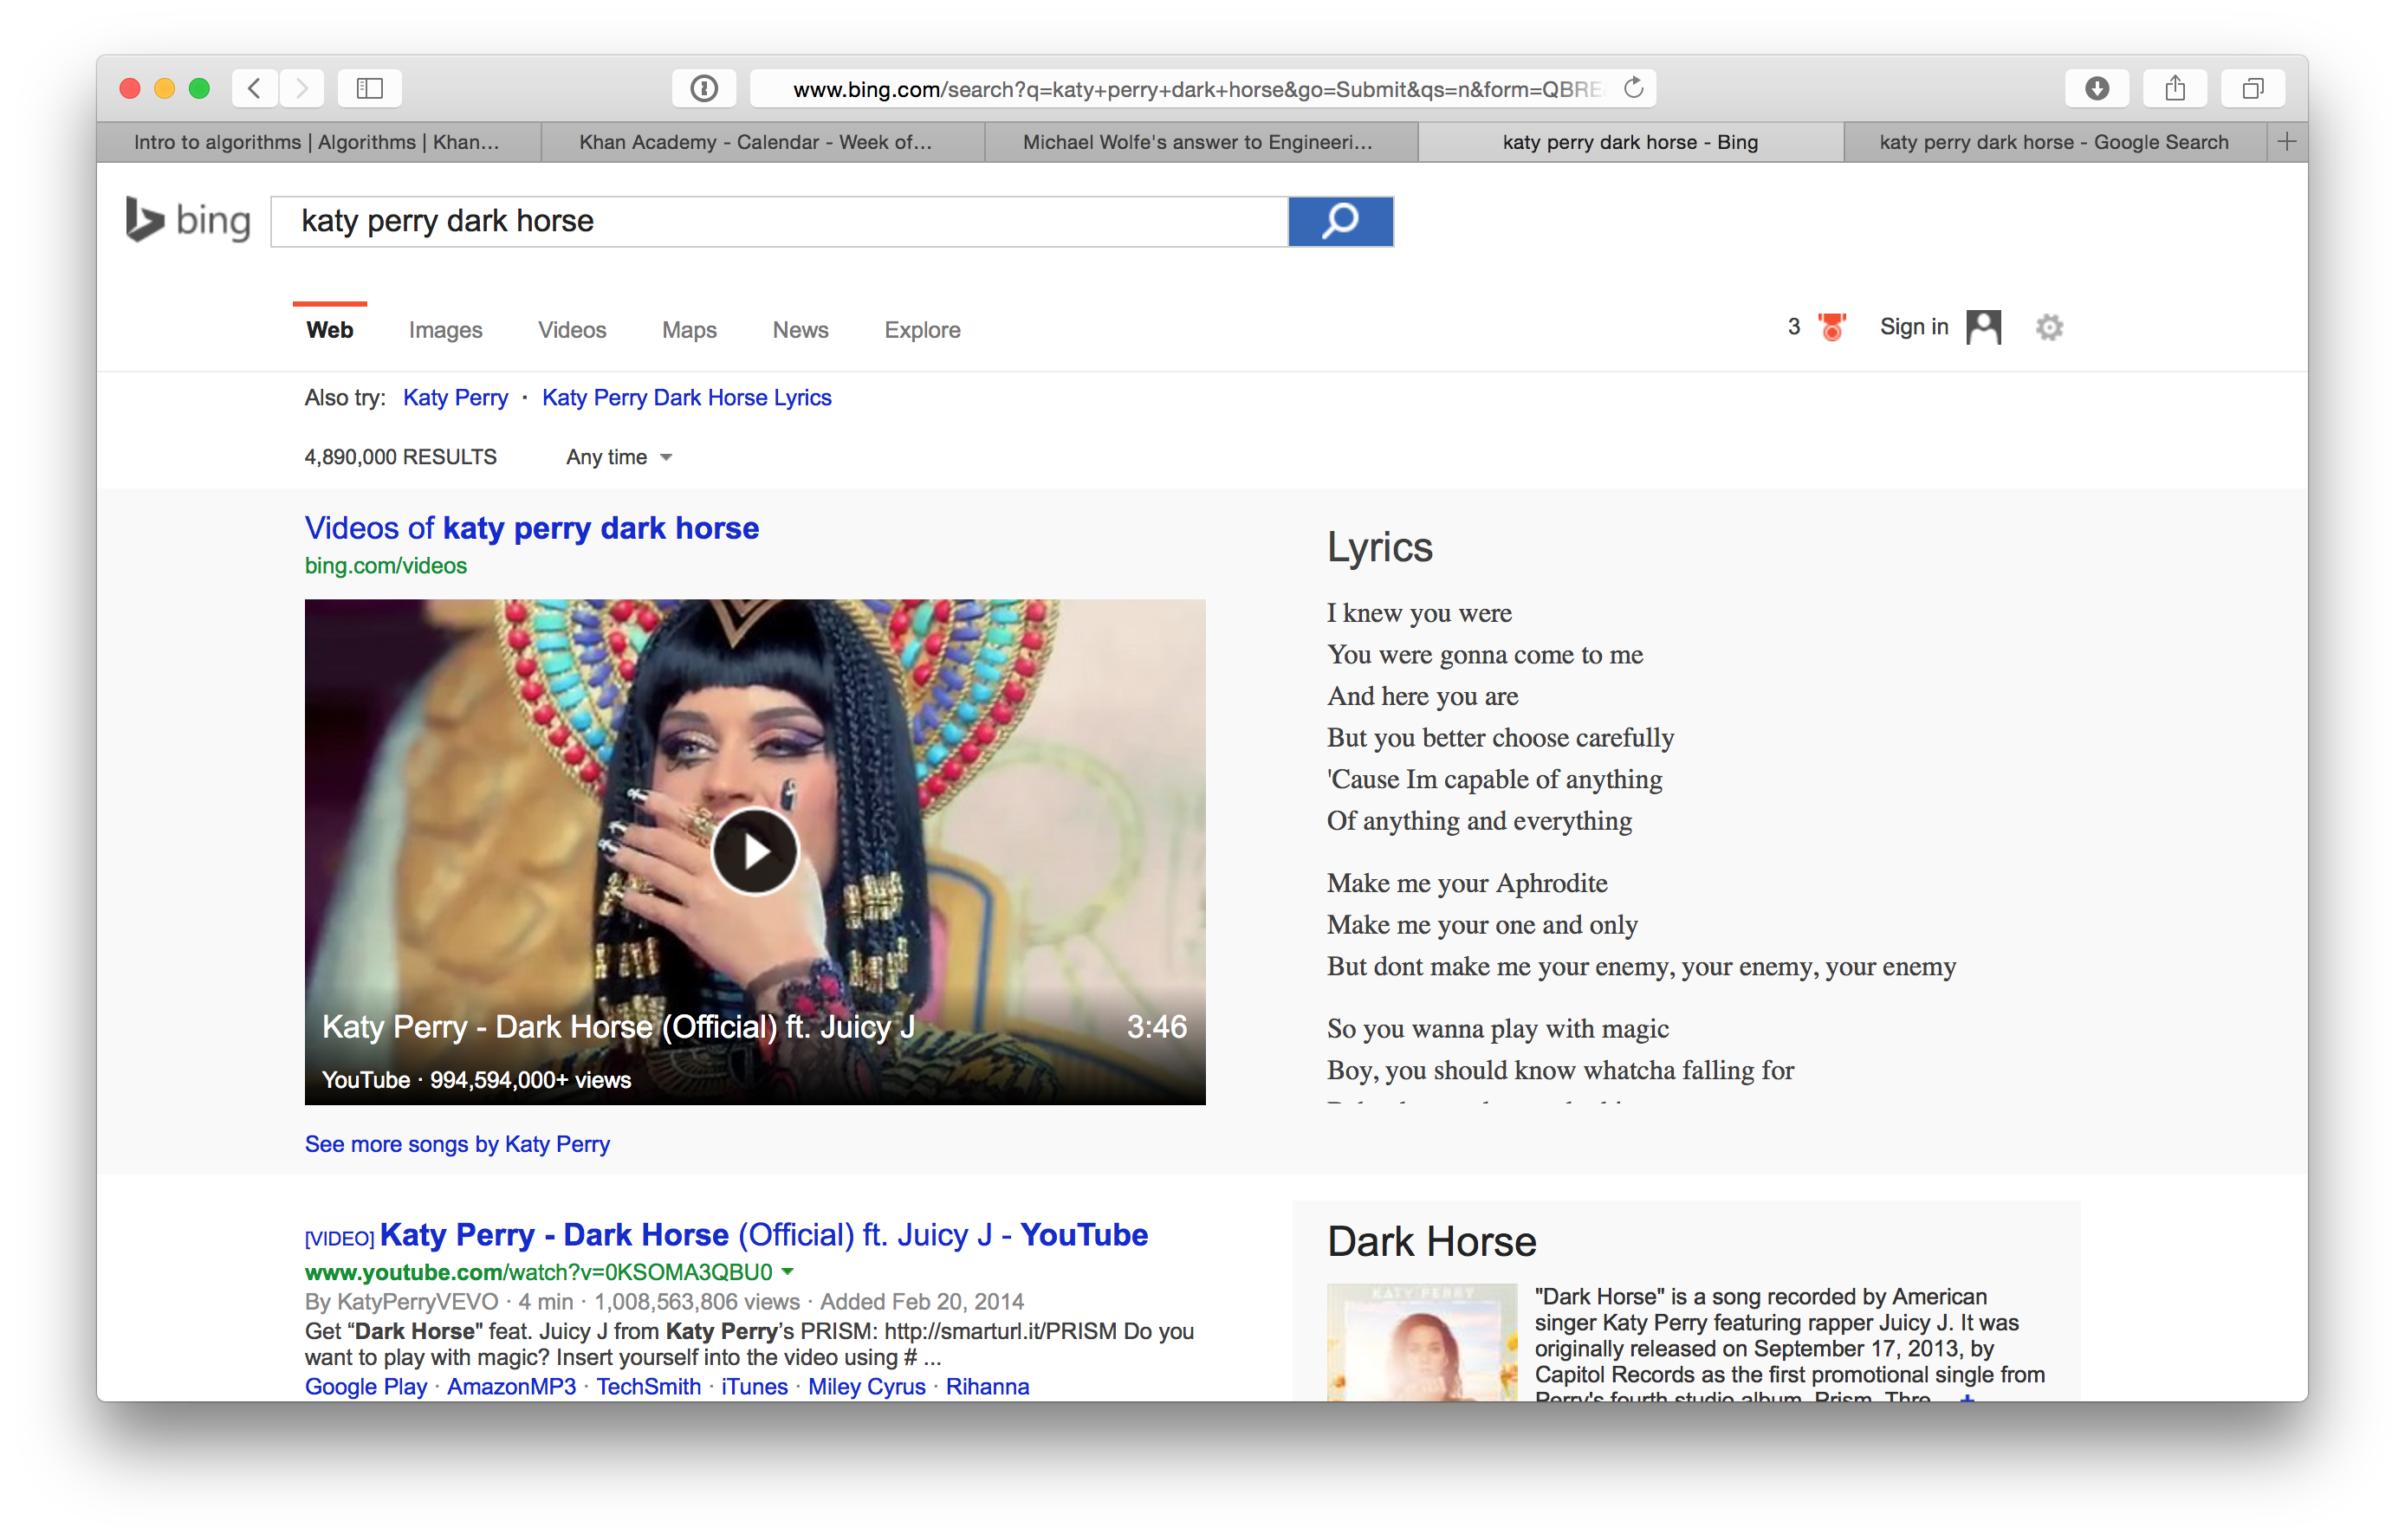 www.bing.com/search?q=katy+perry+dark+horse&go=Submit&qs=n&form=QBRE
Intro to algorithms | Algorithms | Khan...
Khan Academy - Calendar - Week of...
Michael Wolfe's answer to Engineeri...
katy perry dark horse - Bing
katy perry dark horse - Google Search
bing
katy perry dark horse
Web
Images
Videos
Maps
News
Explore
3
Sign in
Also try: Katy Perry · Katy Perry Dark Horse Lyrics
4,890,000 RESULTS
Any time
Videos of katy perry dark horse
bing.com/videos
Katy Perry - Dark Horse (Official) ft. Juicy J
3:46
YouTube · 994,594,000+ views
See more songs by Katy Perry
Lyrics
I knew you were
You were gonna come to me
And here you are
But you better choose carefully
'Cause Im capable of anything
Of anything and everything
Make me your Aphrodite
Make me your one and only
But dont make me your enemy, your enemy, your enemy
So you wanna play with magic
Boy, you should know whatcha falling for
[VIDEO] Katy Perry - Dark Horse (Official) ft. Juicy J - YouTube
www.youtube.com/watch?v=0KSOMA3QBU0
By KatyPerryVEVO · 4 min · 1,008,563,806 views · Added Feb 20, 2014
Get “Dark Horse" feat. Juicy J from Katy Perry’s PRISM: http://smarturl.it/PRISM Do you
want to play with magic? Insert yourself into the video using # ...
Google Play · AmazonMP3 · TechSmith · iTunes · Miley Cyrus · Rihanna
Dark Horse
KATY PERRY
"Dark Horse" is a song recorded by American
singer Katy Perry featuring rapper Juicy J. It was
originally released on September 17, 2013, by
Capitol Records as the first promotional single from
Perry's fourth studio album, Prism. Thre... +